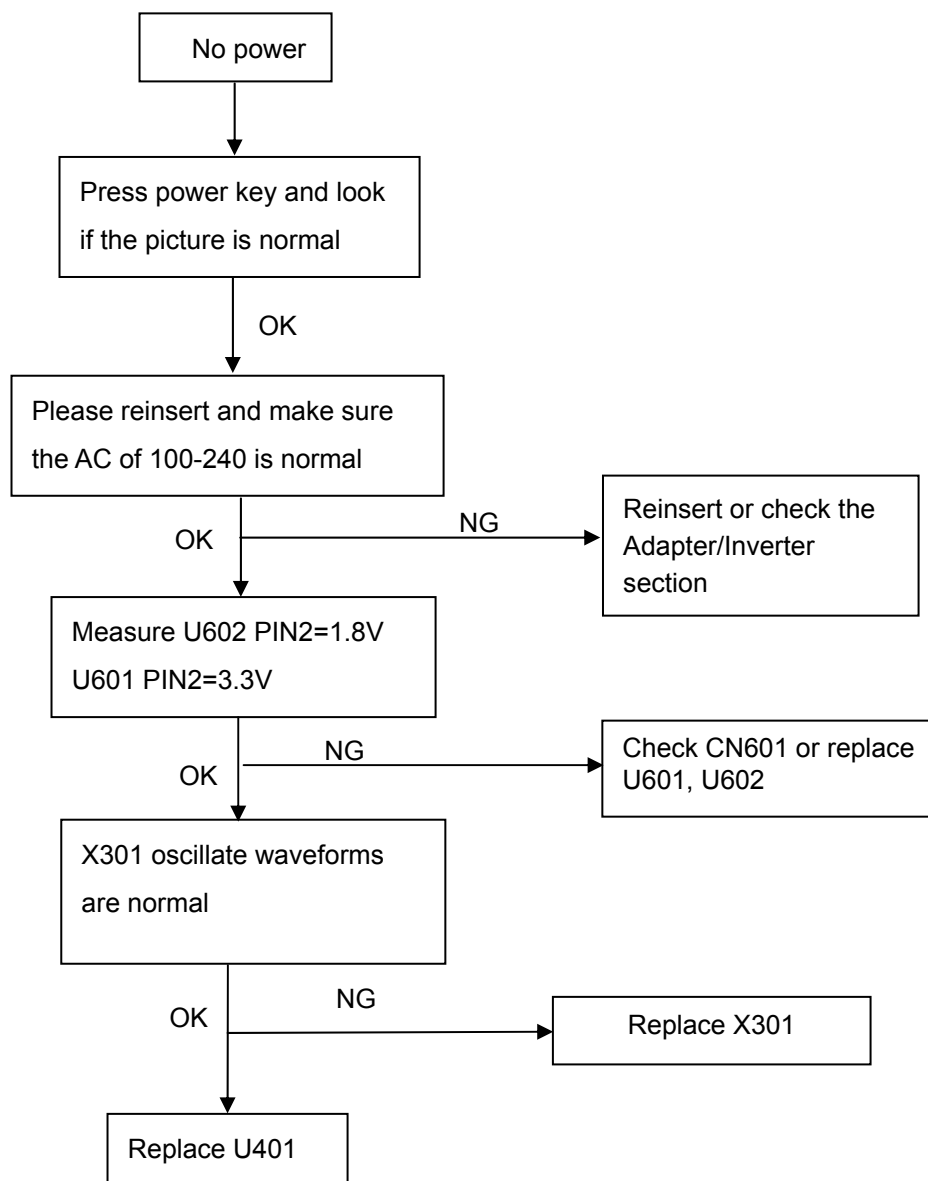 No power
Press power key and look
if the picture is normal
OK
Please reinsert and make sure
the AC of 100-240 is normal
OK
NG
Reinsert or check the
Adapter/Inverter
section
Measure U602 PIN2=1.8V
U601 PIN2=3.3V
OK
NG
Check CN601 or replace
U601, U602
X301 oscillate waveforms
are normal
OK
NG
Replace X301
Replace U401